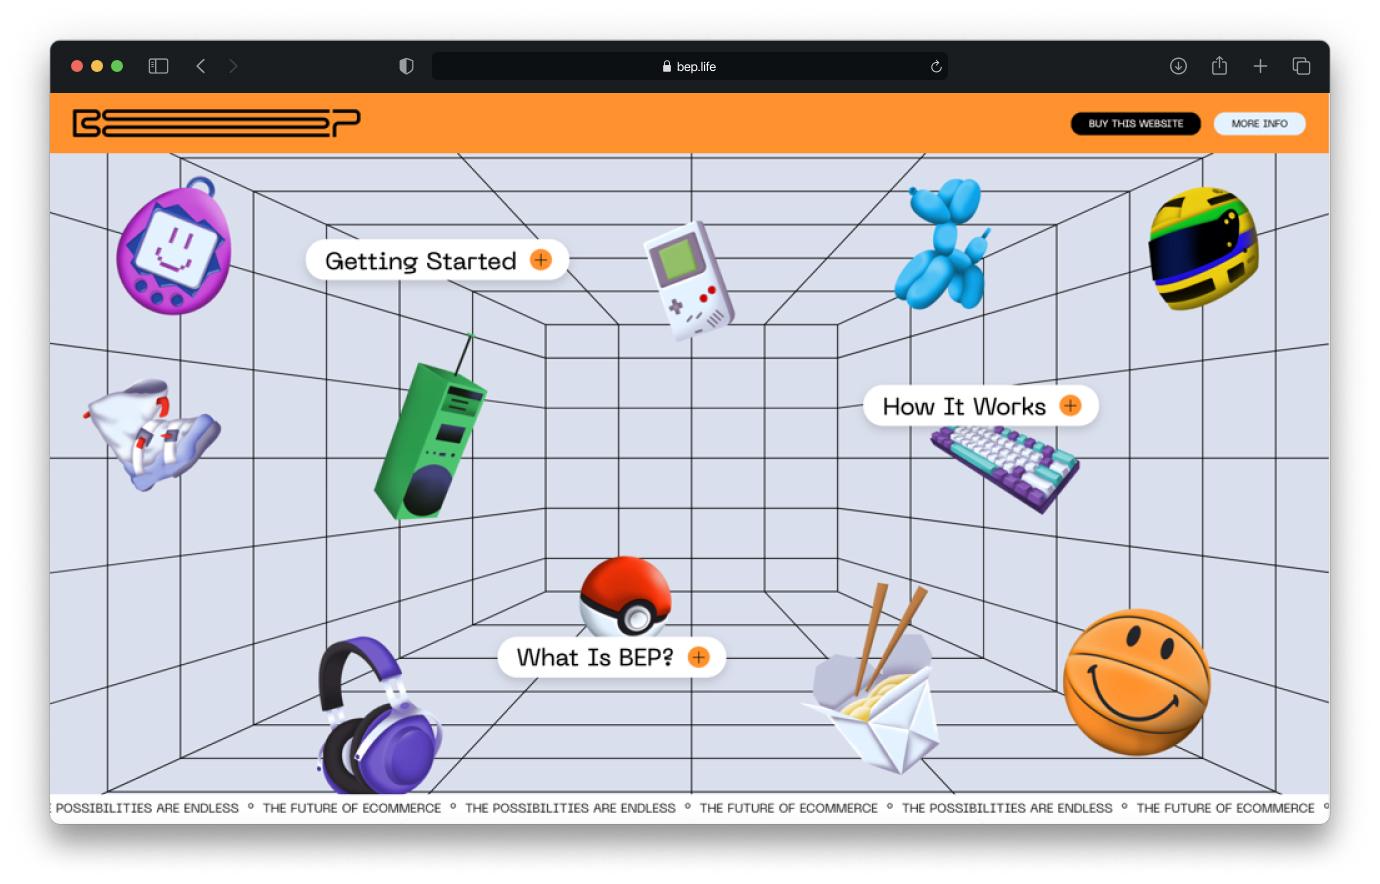 bep.life
BEP
BUY THIS WEBSITE
MORE INFO
Getting Started
How It Works
What Is BEP?
POSSIBILITIES ARE ENDLESS ° THE FUTURE OF ECOMMERCE ° THE POSSIBILITIES ARE ENDLESS ° THE FUTURE OF ECOMMERCE ° THE POSSIBILITIES ARE ENDLESS ° THE FUTURE OF ECOMMERCE °